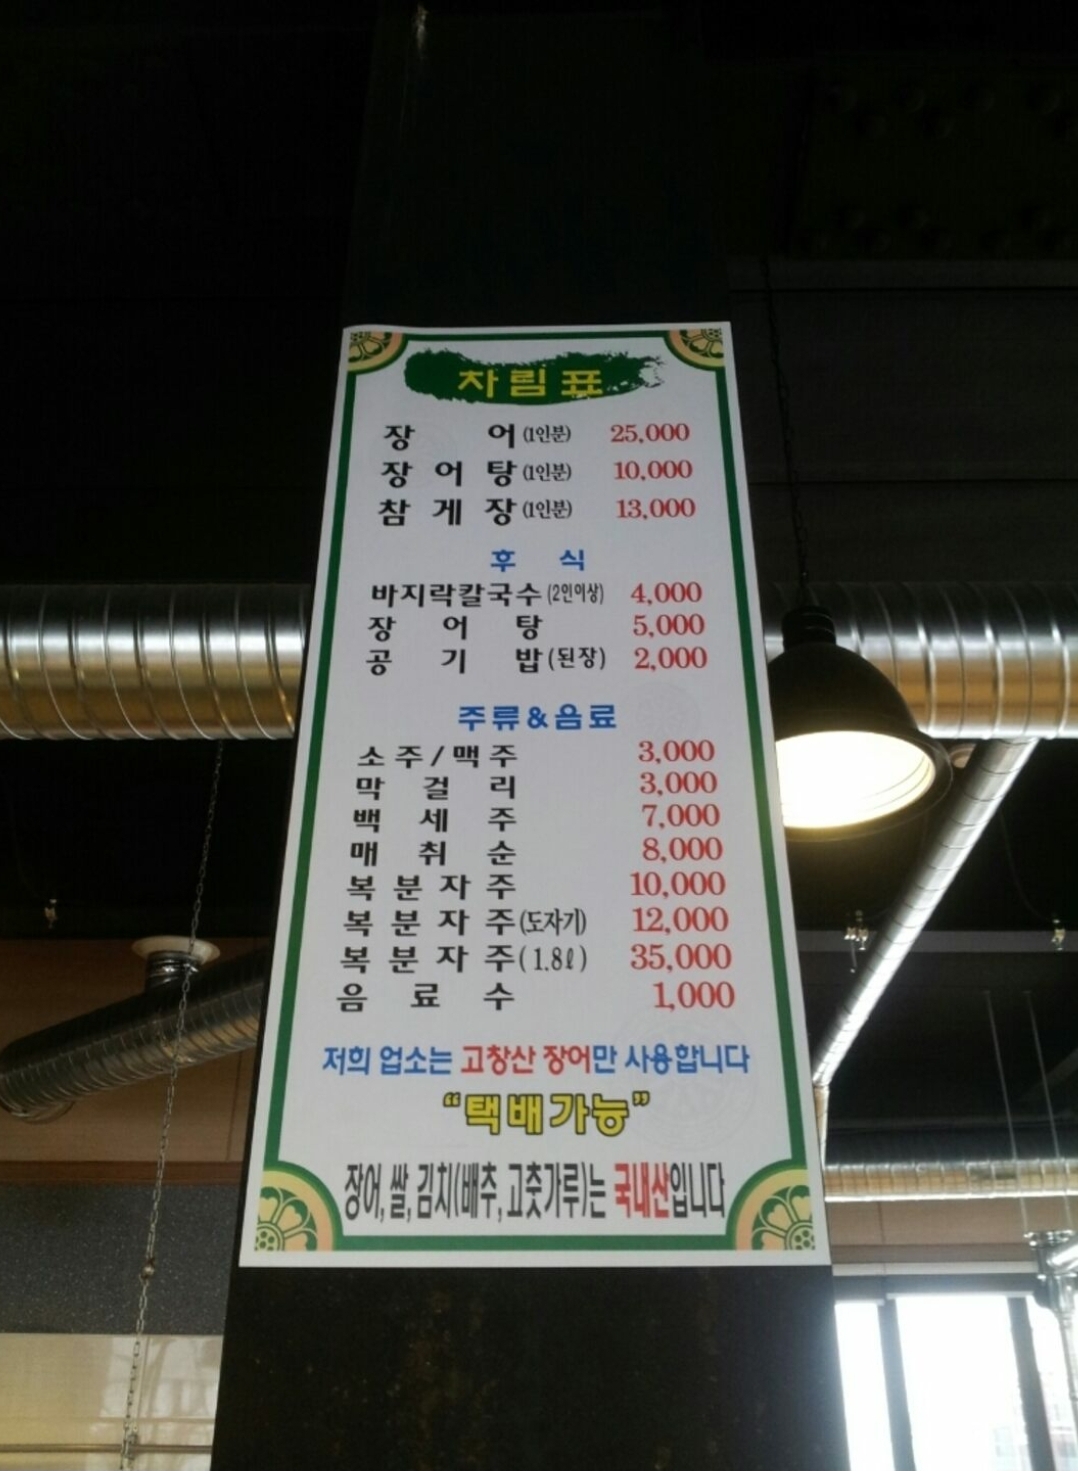 차림표
장어(1인분) 25,000
장어탕(1인분) 10,000
참게장(1인분) 13,000
후식
바지락칼국수(2인이상) 4,000
장어탕 5,000
공기밥(된장) 2,000
주류&음료
소주/맥주 3,000
막걸리 3,000
백세주 7,000
매취순 8,000
복분자주 10,000
복분자주(도자기) 12,000
복분자주(1.8ℓ) 35,000
음료수 1,000
저희 업소는 고창산 장어만 사용합니다
“택배가능”
장어, 쌀, 김치(배추, 고춧가루)는 국내산입니다